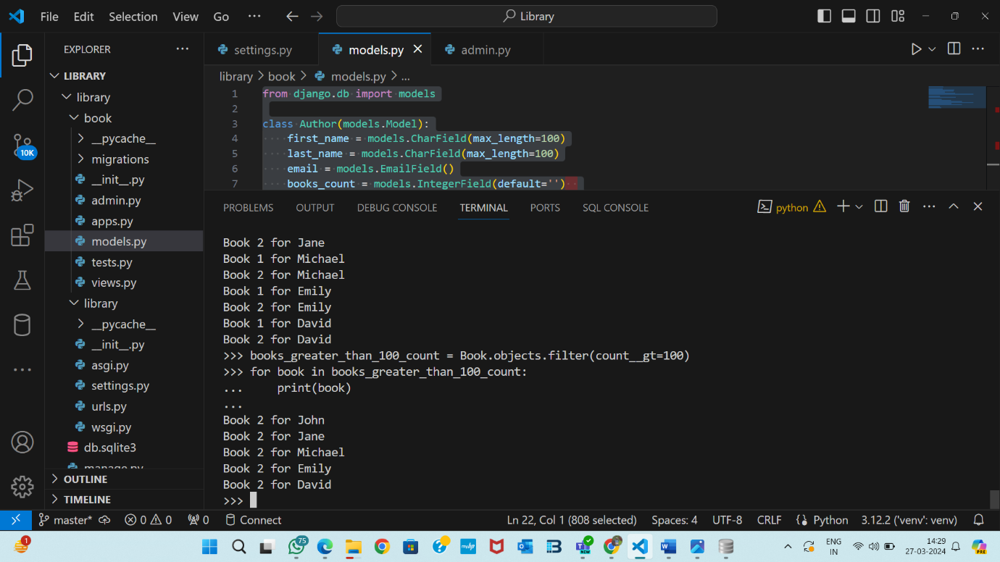 File Edit Selection View Go ··· Library
EXPLORER ···
LIBRARY
library
book
__pycache__
migrations
__init__.py
admin.py
apps.py
models.py
tests.py
views.py
library
__pycache__
__init__.py
asgi.py
settings.py
urls.py
wsgi.py
db.sqlite3
manage.py
OUTLINE
TIMELINE
10K
settings.py models.py admin.py
library > book > models.py > ...
1 from django.db import models
2
3 class Author(models.Model):
4 first_name = models.CharField(max_length=100)
5 last_name = models.CharField(max_length=100)
6 email = models.EmailField()
7 books_count = models.IntegerField(default='')
PROBLEMS OUTPUT DEBUG CONSOLE TERMINAL PORTS SQL CONSOLE python
Book 2 for Jane
Book 1 for Michael
Book 2 for Michael
Book 1 for Emily
Book 2 for Emily
Book 1 for David
Book 2 for David
>>> books_greater_than_100_count = Book.objects.filter(count__gt=100)
>>> for book in books_greater_than_100_count:
... print(book)
...
Book 2 for John
Book 2 for Jane
Book 2 for Michael
Book 2 for Emily
Book 2 for David
>>>
master* 0 0 0 Connect Ln 22, Col 1 (808 selected) Spaces: 4 UTF-8 CRLF Python 3.12.2 ('venv': venv)
1 75 myhp NEW ENG 14:29 PRE
IN 27-03-2024